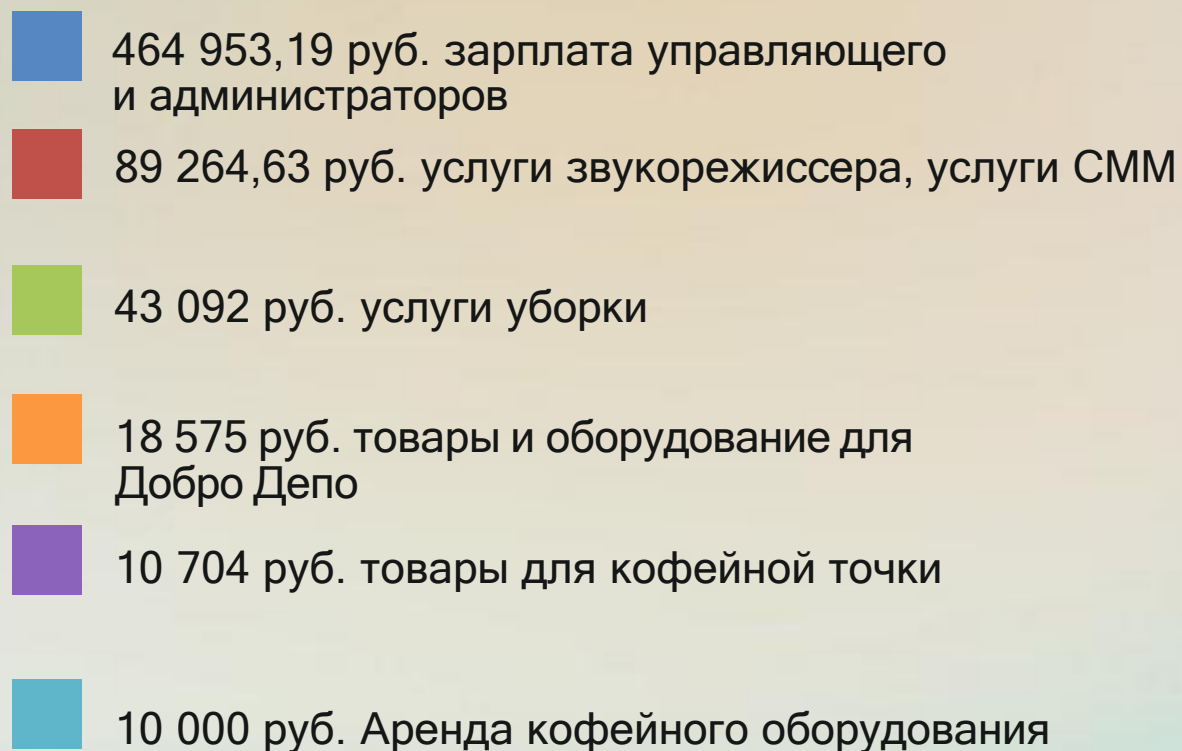 464 953,19 руб. зарплата управляющего
и администраторов
89 264,63 руб. услуги звукорежиссера, услуги СММ
43 092 руб. услуги уборки
18 575 руб. товары и оборудование для
Добро Депо
10 704 руб. товары для кофейной точки
10 000 руб. Аренда кофейного оборудования